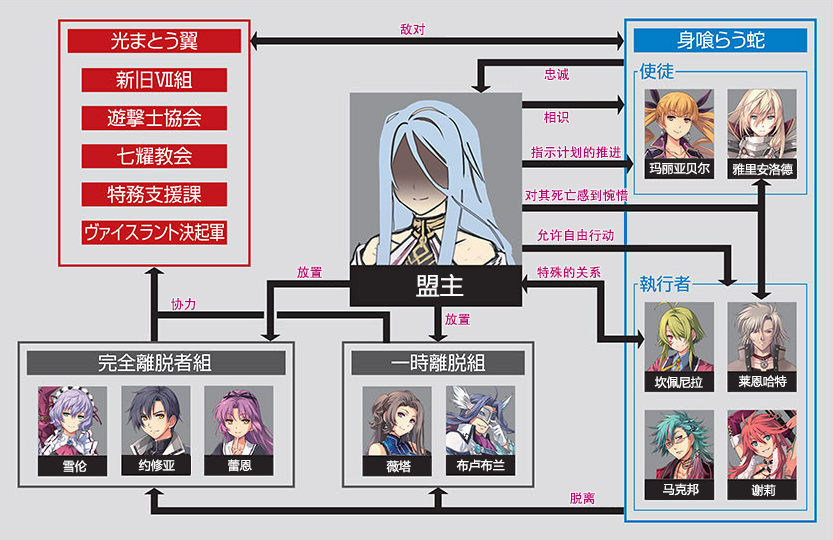 光まとう翼
新旧Ⅶ組
遊撃士協会
七耀教会
特務支援課
ヴァイスラント決起軍
敌对
身喰らう蛇
忠诚
相识
指示计划的推进
对其死亡感到惋惜
允许自由行动
特殊的关系
使徒
玛丽亚贝尔
雅里安洛德
盟主
執行者
坎佩尼拉
莱恩哈特
马克邦
谢莉
放置
放置
协力
完全離脱者組
雪伦
约修亚
蕾恩
一時離脱組
薇塔
布卢布兰
脱离